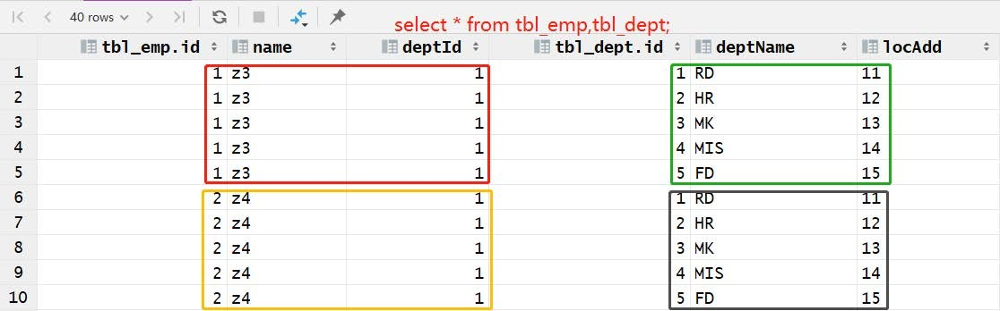 40 rows
select * from tbl_emp,tbl_dept;
tbl_emp.id name deptId tbl_dept.id deptName locAdd
1 1 z3 1 1 RD 11
2 1 z3 1 2 HR 12
3 1 z3 1 3 MK 13
4 1 z3 1 4 MIS 14
5 1 z3 1 5 FD 15
6 2 z4 1 1 RD 11
7 2 z4 1 2 HR 12
8 2 z4 1 3 MK 13
9 2 z4 1 4 MIS 14
10 2 z4 1 5 FD 15